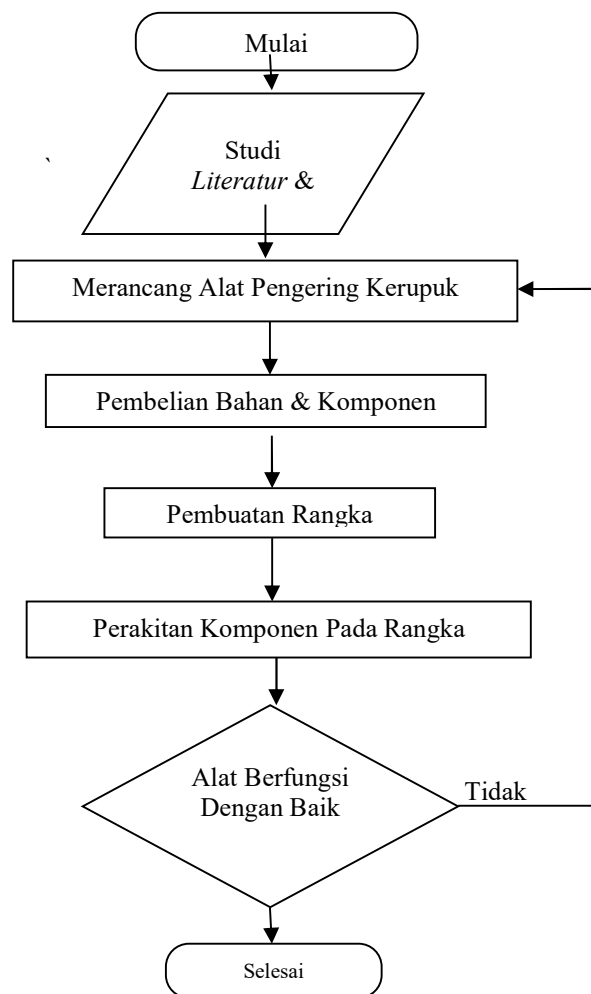 Mulai
`
Studi
Literatur &
Merancang Alat Pengering Kerupuk
Pembelian Bahan & Komponen
Pembuatan Rangka
Perakitan Komponen Pada Rangka
Alat Berfungsi
Dengan Baik
Tidak
Selesai